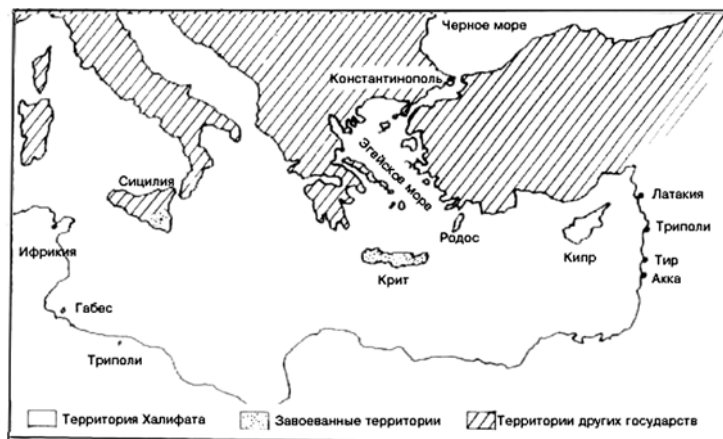 Черное море
Константинополь
Эгейское море
Сицилия
Латакия
Ифрикия
Родос
Триполи
Кипр
Тир
Крит
Акка
Габес
Триполи
Территория Халифата
Завоеванные территории
Территории других государств